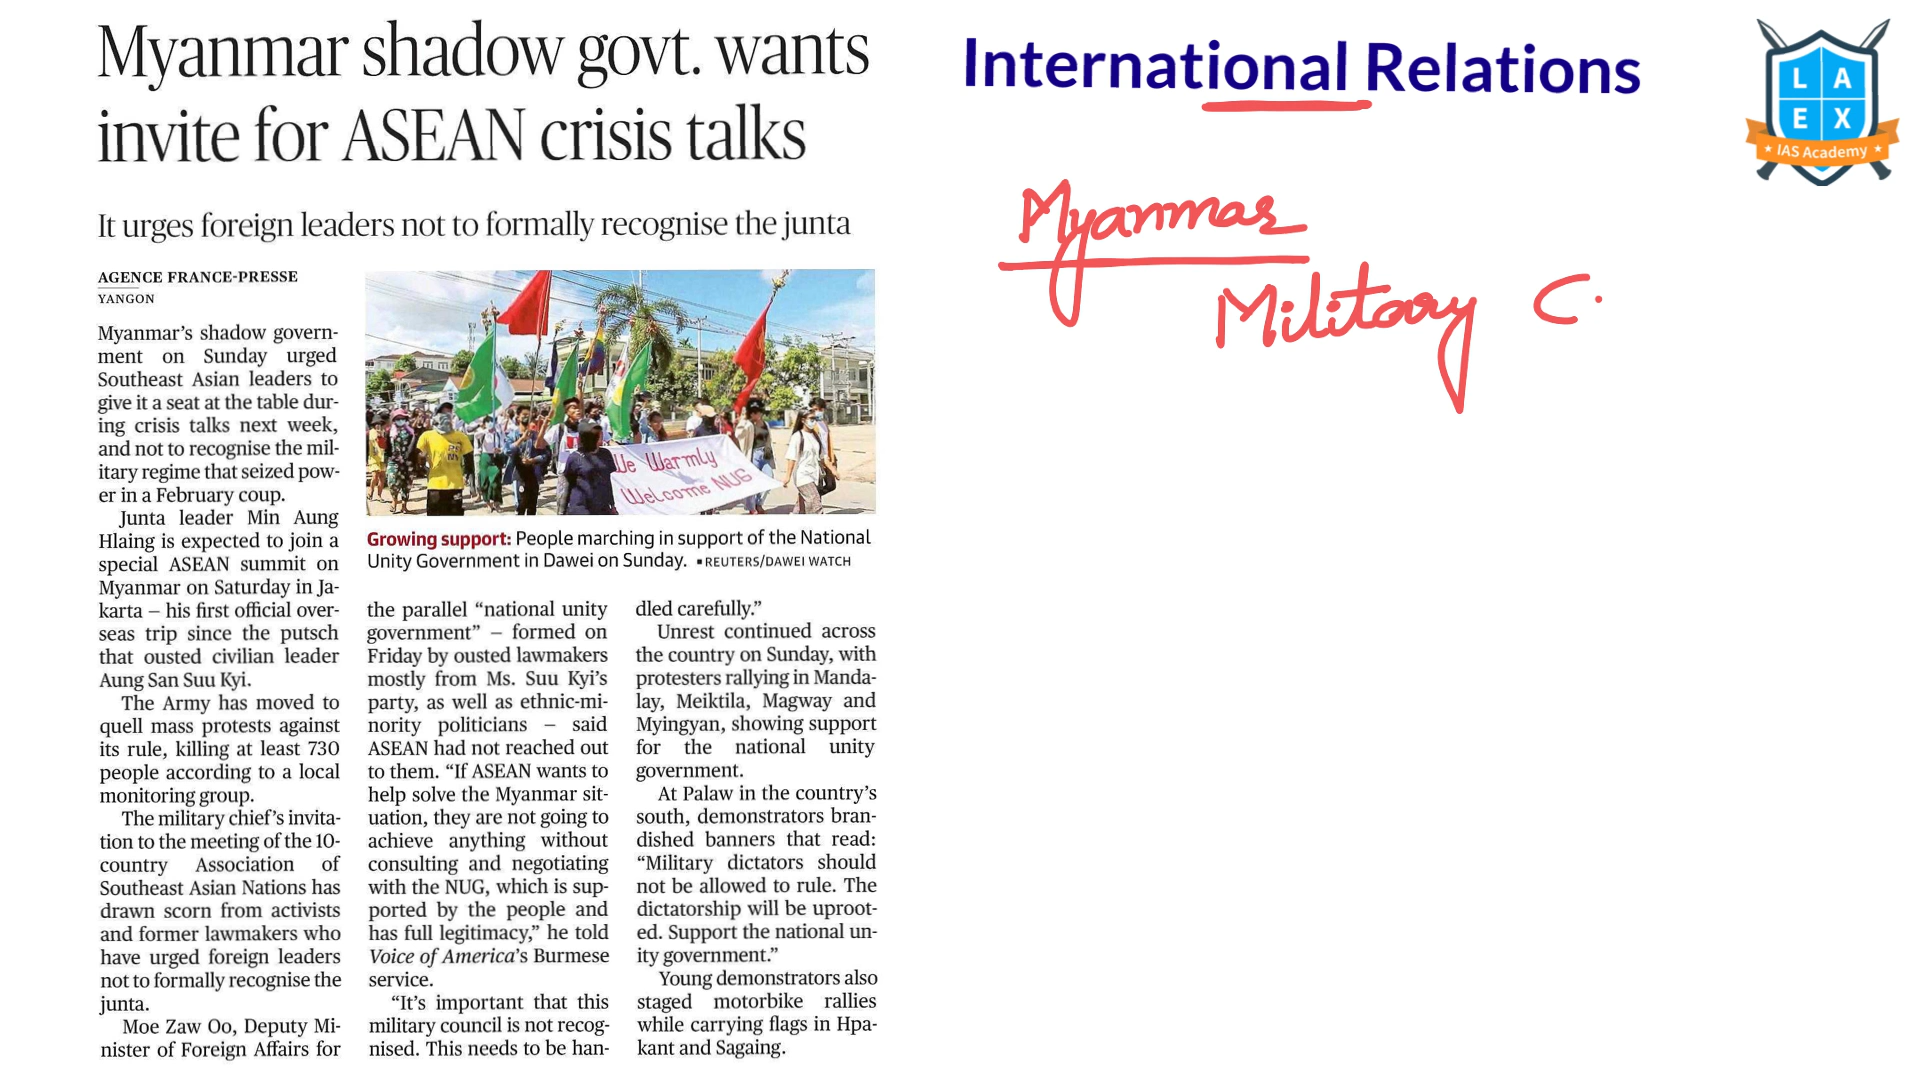 Myanmar shadow govt. wants
invite for ASEAN crisis talks
It urges foreign leaders not to formally recognise the junta
AGENCE FRANCE-PRESSE
YANGON
Myanmar's shadow govern-
ment on Sunday urged
Southeast Asian leaders to
give it a seat at the table dur-
ing crisis talks next week,
and not to recognise the mil-
itary regime that seized pow-
er in a February coup.
Junta leader Min Aung
Hlaing is expected to join a
special ASEAN summit on
Myanmar on Saturday in Ja-
karta – his first official over-
seas trip since the putsch
that ousted civilian leader
Aung San Suu Kyi.
The Army has moved to
quell mass protests against
its rule, killing at least 730
people according to a local
monitoring group.
The military chief's invita-
tion to the meeting of the 10-
country Association of
Southeast Asian Nations has
drawn scorn from activists
and former lawmakers who
have urged foreign leaders
not to formally recognise the
junta.
Moe Zaw Oo, Deputy Mi-
nister of Foreign Affairs for
We Warmly
Welcome NUG
Growing support: People marching in support of the National
Unity Government in Dawei on Sunday. ▪ REUTERS/DAWEI WATCH
the parallel “national unity
government” – formed on
Friday by ousted lawmakers
mostly from Ms. Suu Kyi's
party, as well as ethnic-mi-
nority politicians – said
ASEAN had not reached out
to them. “If ASEAN wants to
help solve the Myanmar sit-
uation, they are not going to
achieve anything without
consulting and negotiating
with the NUG, which is sup-
ported by the people and
has full legitimacy,” he told
Voice of America's Burmese
service.
“It's important that this
military council is not recog-
nised. This needs to be han-
dled carefully.”
Unrest continued across
the country on Sunday, with
protesters rallying in Manda-
lay, Meiktila, Magway and
Myingyan, showing support
for the national unity
government.
At Palaw in the country's
south, demonstrators bran-
dished banners that read:
“Military dictators should
not be allowed to rule. The
dictatorship will be uproot-
ed. Support the national un-
ity government.”
Young demonstrators also
staged motorbike rallies
while carrying flags in Hpa-
kant and Sagaing.
International Relations
Myanmar
Military C.
L A
E X
IAS Academy